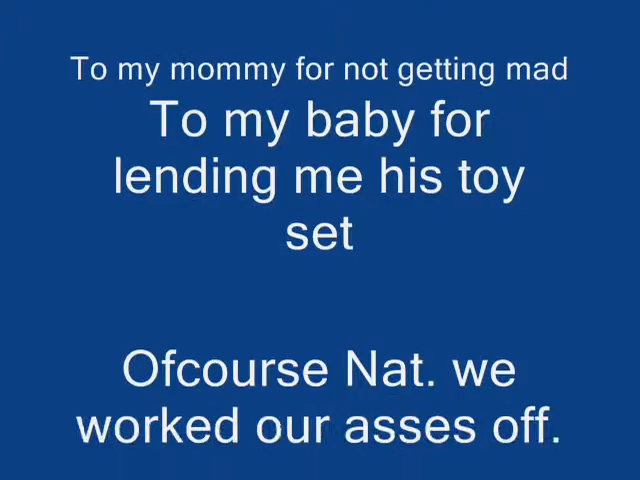 To my mommy for not getting mad
To my baby for
lending me his toy
set
Ofcourse Nat. we
worked our asses off.